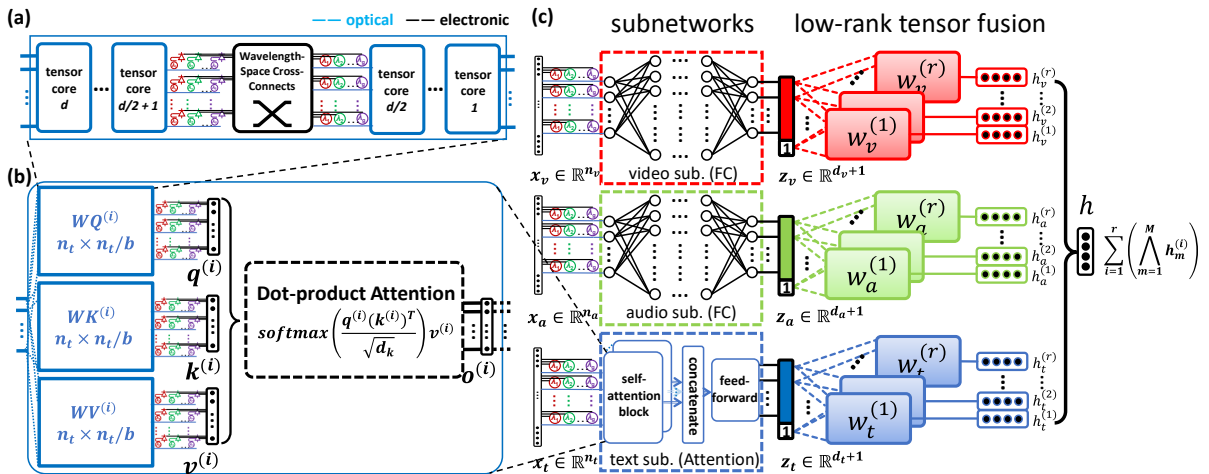 (a)
optical
electronic
tensor
core
d
...
tensor
core
d/2 + 1
Wavelength-
Space Cross-
Connects
tensor
core
d/2
...
tensor
core
1
(b)
WQ^(i)
n_t × n_t/b
q^(i)
WK^(i)
n_t × n_t/b
k^(i)
WV^(i)
n_t × n_t/b
v^(i)
Dot-product Attention
softmax(q^(i)(k^(i))^T / √d_k) v^(i)
o^(i)
(c)
subnetworks
low-rank tensor fusion
x_v ∈ ℝ^n_v
video sub. (FC)
1
z_v ∈ ℝ^d_v+1
W_v^(r)
W_v^(1)
h_v^(r)
h_v^(2)
h_v^(1)
x_a ∈ ℝ^n_a
audio sub. (FC)
1
z_a ∈ ℝ^d_a+1
W_a^(r)
W_a^(1)
h_a^(r)
h_a^(2)
h_a^(1)
x_t ∈ ℝ^n_t
self-
attention
block
concatenate
feed-
forward
text sub. (Attention)
1
z_t ∈ ℝ^d_t+1
W_t^(r)
W_t^(1)
h_t^(r)
h_t^(2)
h_t^(1)
h
∑_{i=1}^{r} (⋀_{m=1}^{M} h_m^(i))